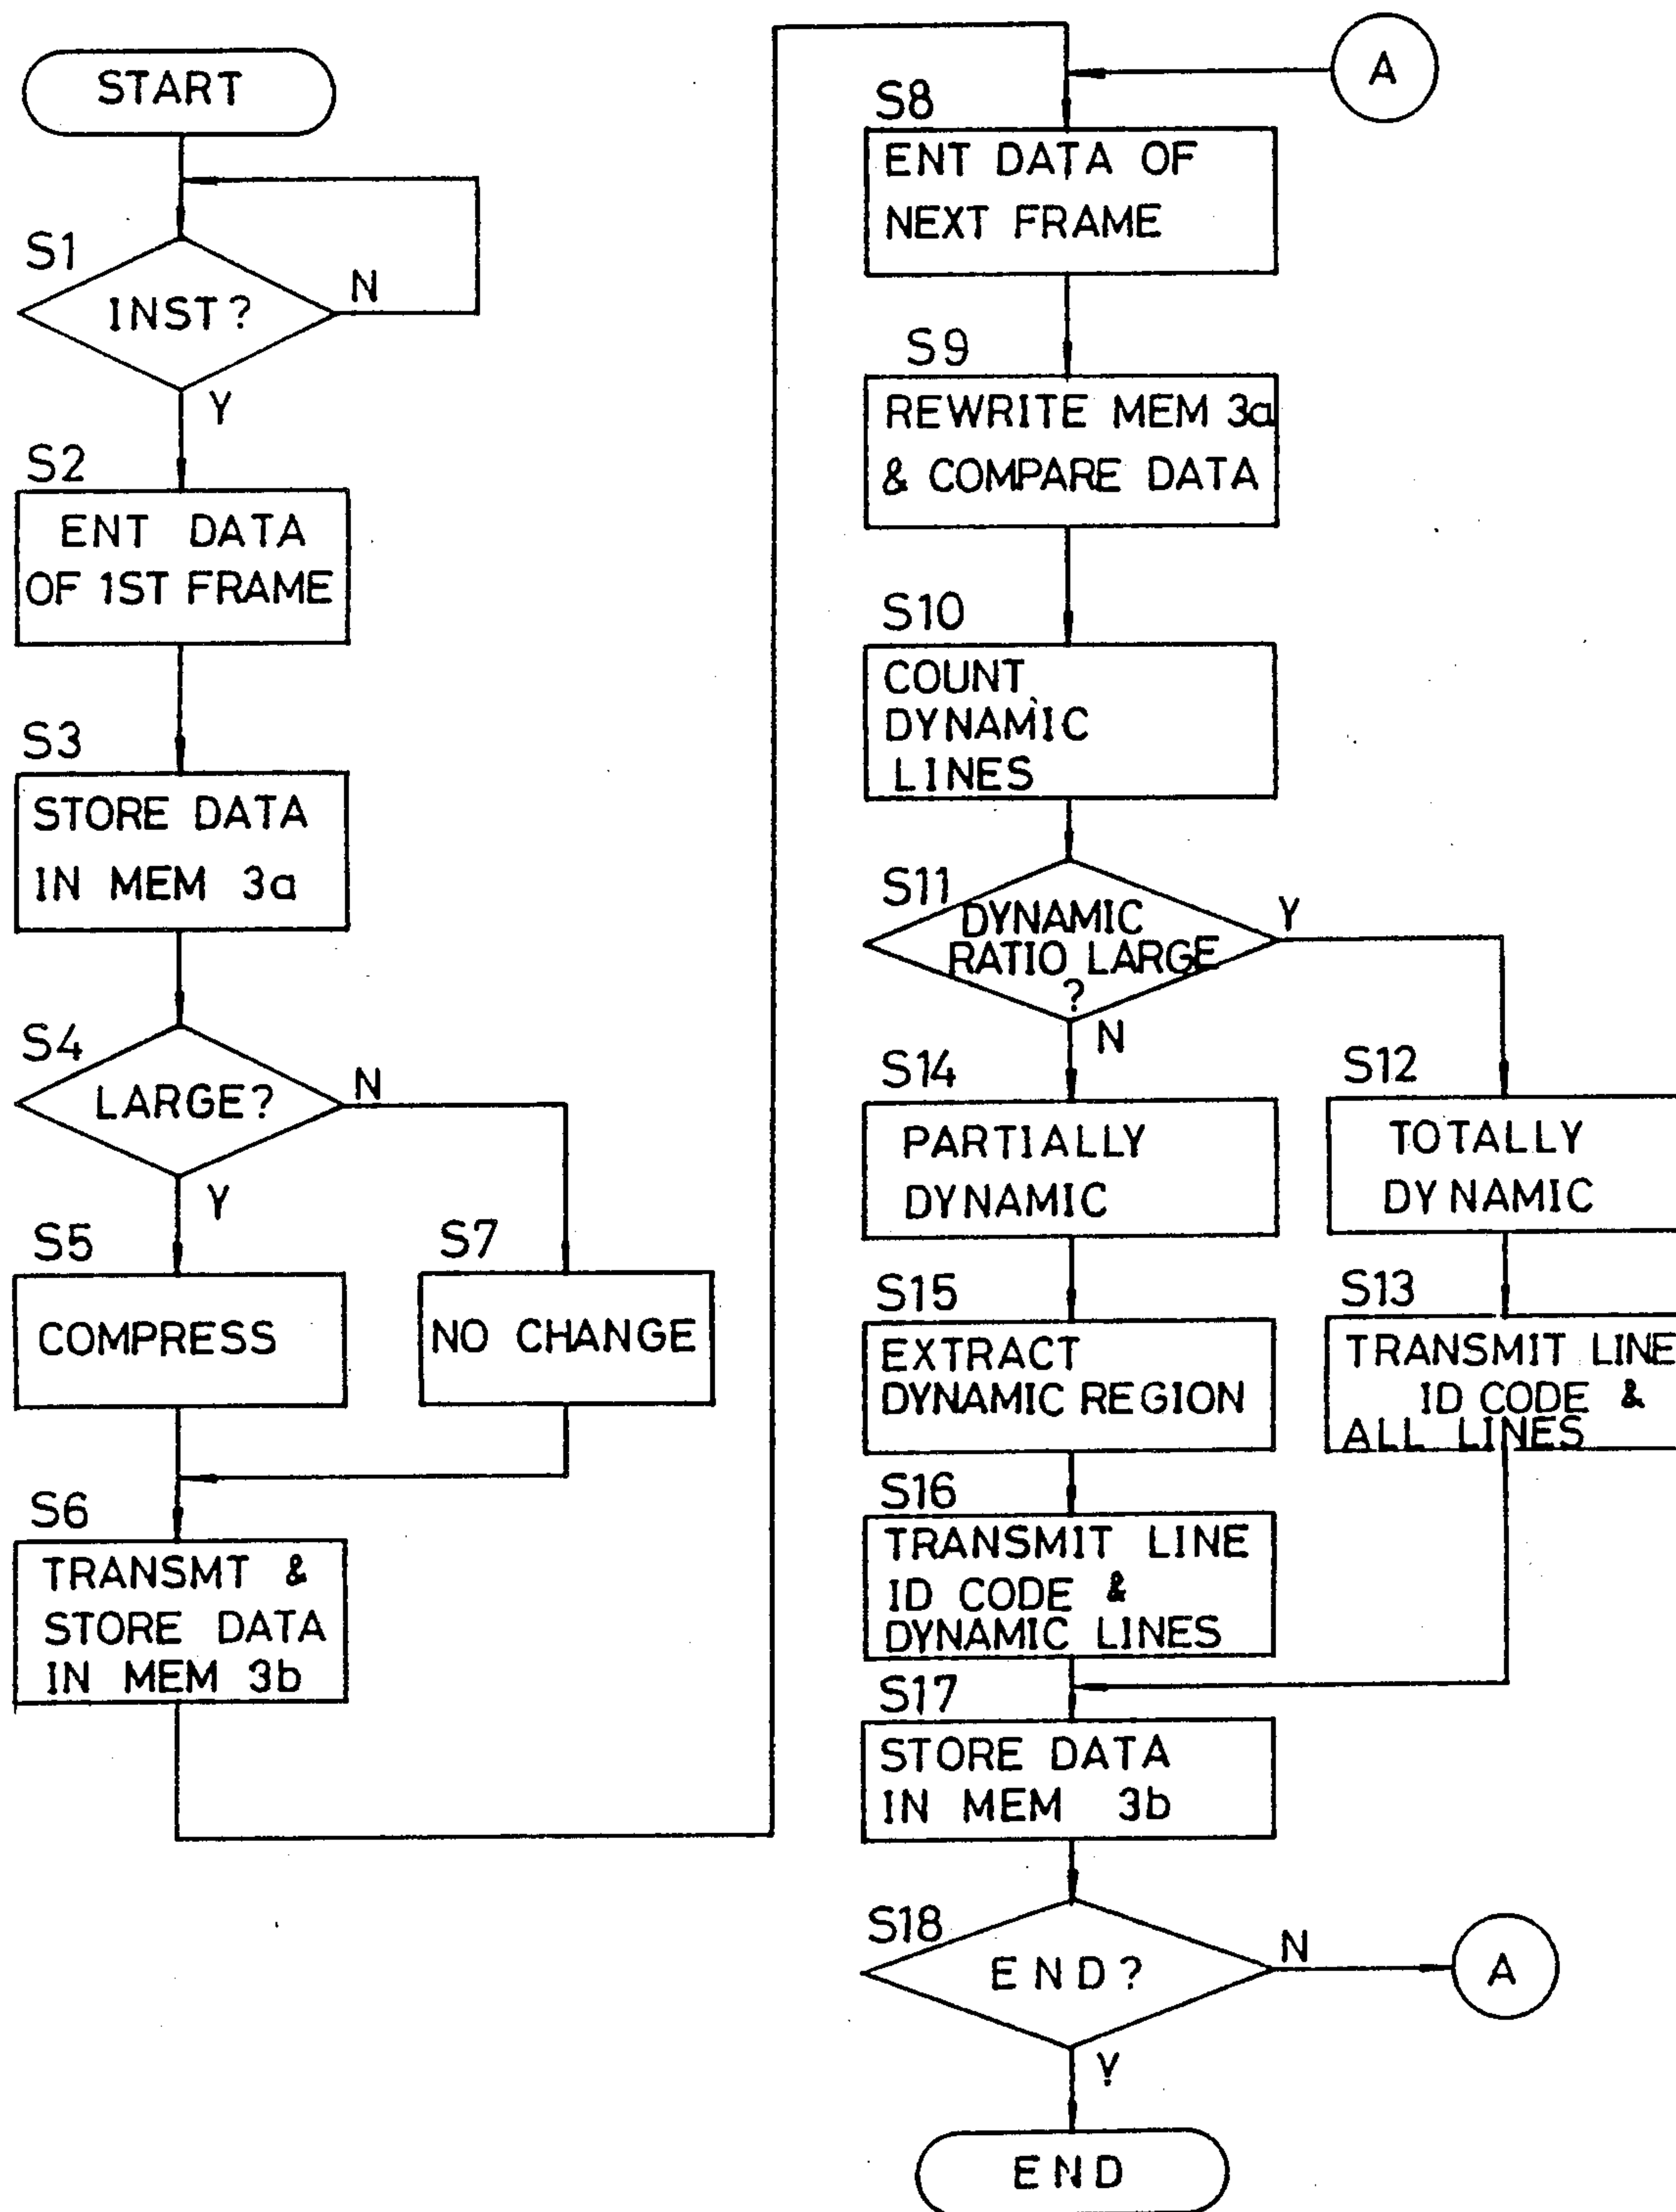 START
S1
INST?
N
Y
S2
ENT DATA
OF 1ST FRAME
S3
STORE DATA
IN MEM 3a
S4
LARGE?
N
Y
S5
COMPRESS
S7
NO CHANGE
S6
TRANSMT &
STORE DATA
IN MEM 3b
A
S8
ENT DATA OF
NEXT FRAME
S9
REWRITE MEM 3a
& COMPARE DATA
S10
COUNT
DYNAMIC
LINES
S11
DYNAMIC
RATIO LARGE
?
Y
N
S14
PARTIALLY
DYNAMIC
S12
TOTALLY
DYNAMIC
S15
EXTRACT
DYNAMIC REGION
S13
TRANSMIT LINE
ID CODE &
ALL LINES
S16
TRANSMIT LINE
ID CODE &
DYNAMIC LINES
S17
STORE DATA
IN MEM 3b
S18
END?
N
A
Y
END